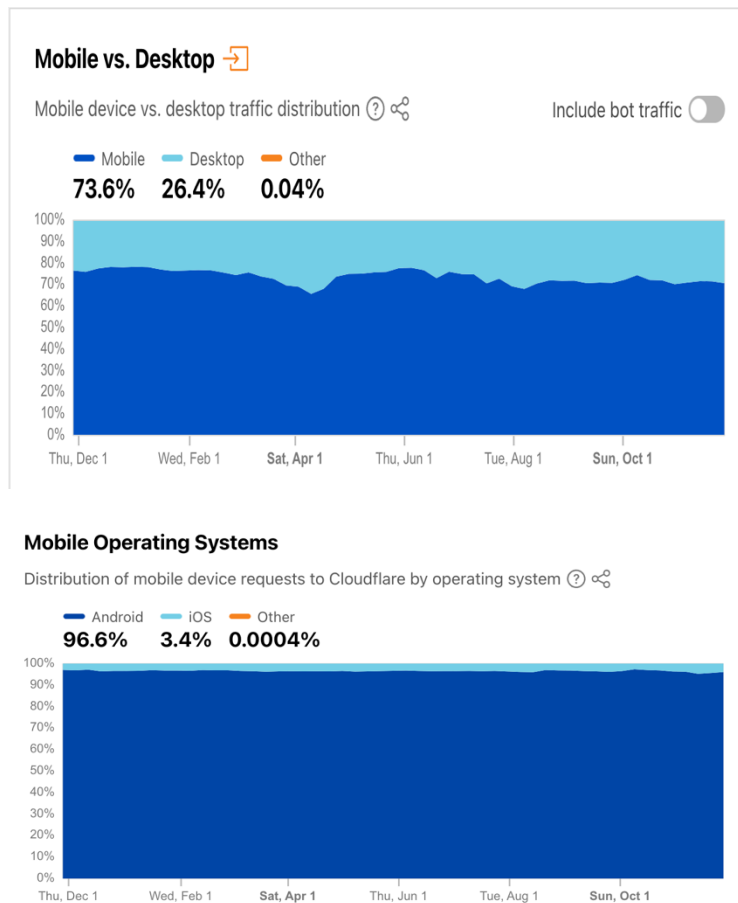 Mobile vs. Desktop
Mobile device vs. desktop traffic distribution ?
Include bot traffic
Mobile Desktop Other
73.6% 26.4% 0.04%
100%
90%
80%
70%
60%
50%
40%
30%
20%
10%
0%
Thu, Dec 1 Wed, Feb 1 Sat, Apr 1 Thu, Jun 1 Tue, Aug 1 Sun, Oct 1
Mobile Operating Systems
Distribution of mobile device requests to Cloudflare by operating system ?
Android iOS Other
96.6% 3.4% 0.0004%
100%
90%
80%
70%
60%
50%
40%
30%
20%
10%
0%
Thu, Dec 1 Wed, Feb 1 Sat, Apr 1 Thu, Jun 1 Tue, Aug 1 Sun, Oct 1